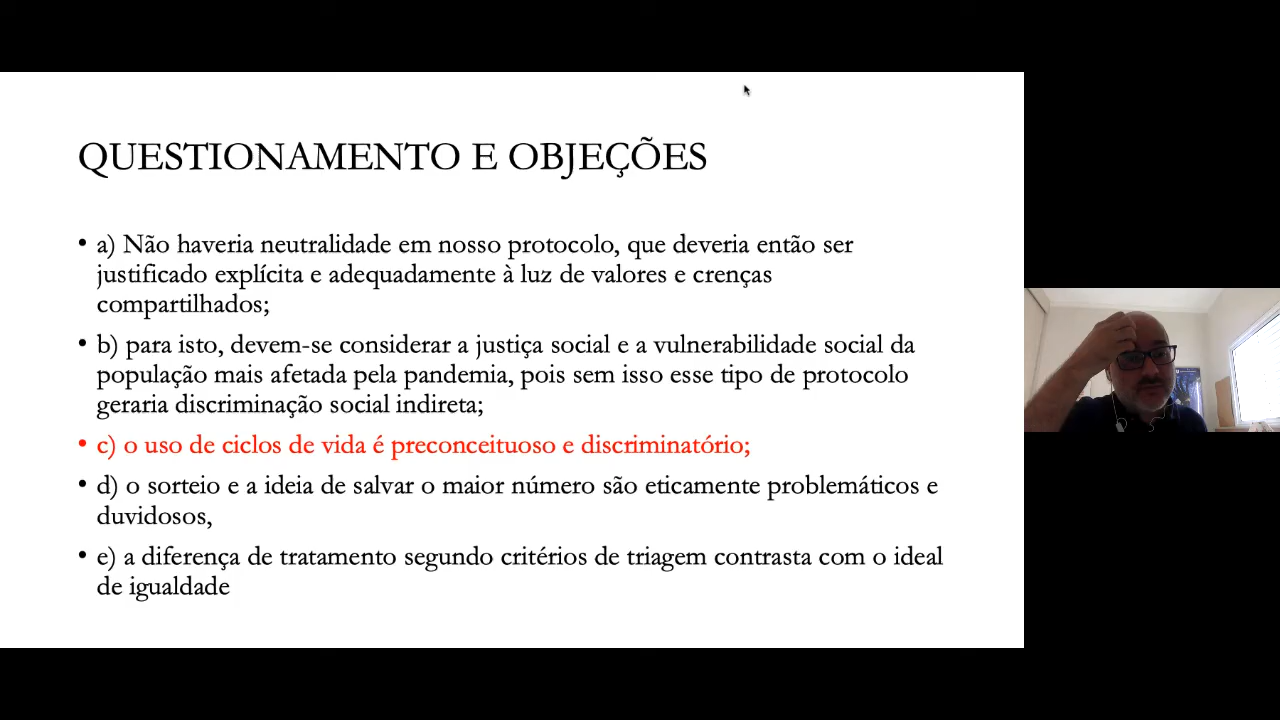 QUESTIONAMENTO E OBJEÇÕES
• a) Não haveria neutralidade em nosso protocolo, que deveria então ser
justificado explícita e adequadamente à luz de valores e crenças
compartilhados;
• b) para isto, devem-se considerar a justiça social e a vulnerabilidade social da
população mais afetada pela pandemia, pois sem isso esse tipo de protocolo
geraria discriminação social indireta;
• c) o uso de ciclos de vida é preconceituoso e discriminatório;
• d) o sorteio e a ideia de salvar o maior número são eticamente problemáticos e
duvidosos,
• e) a diferença de tratamento segundo critérios de triagem contrasta com o ideal
de igualdade